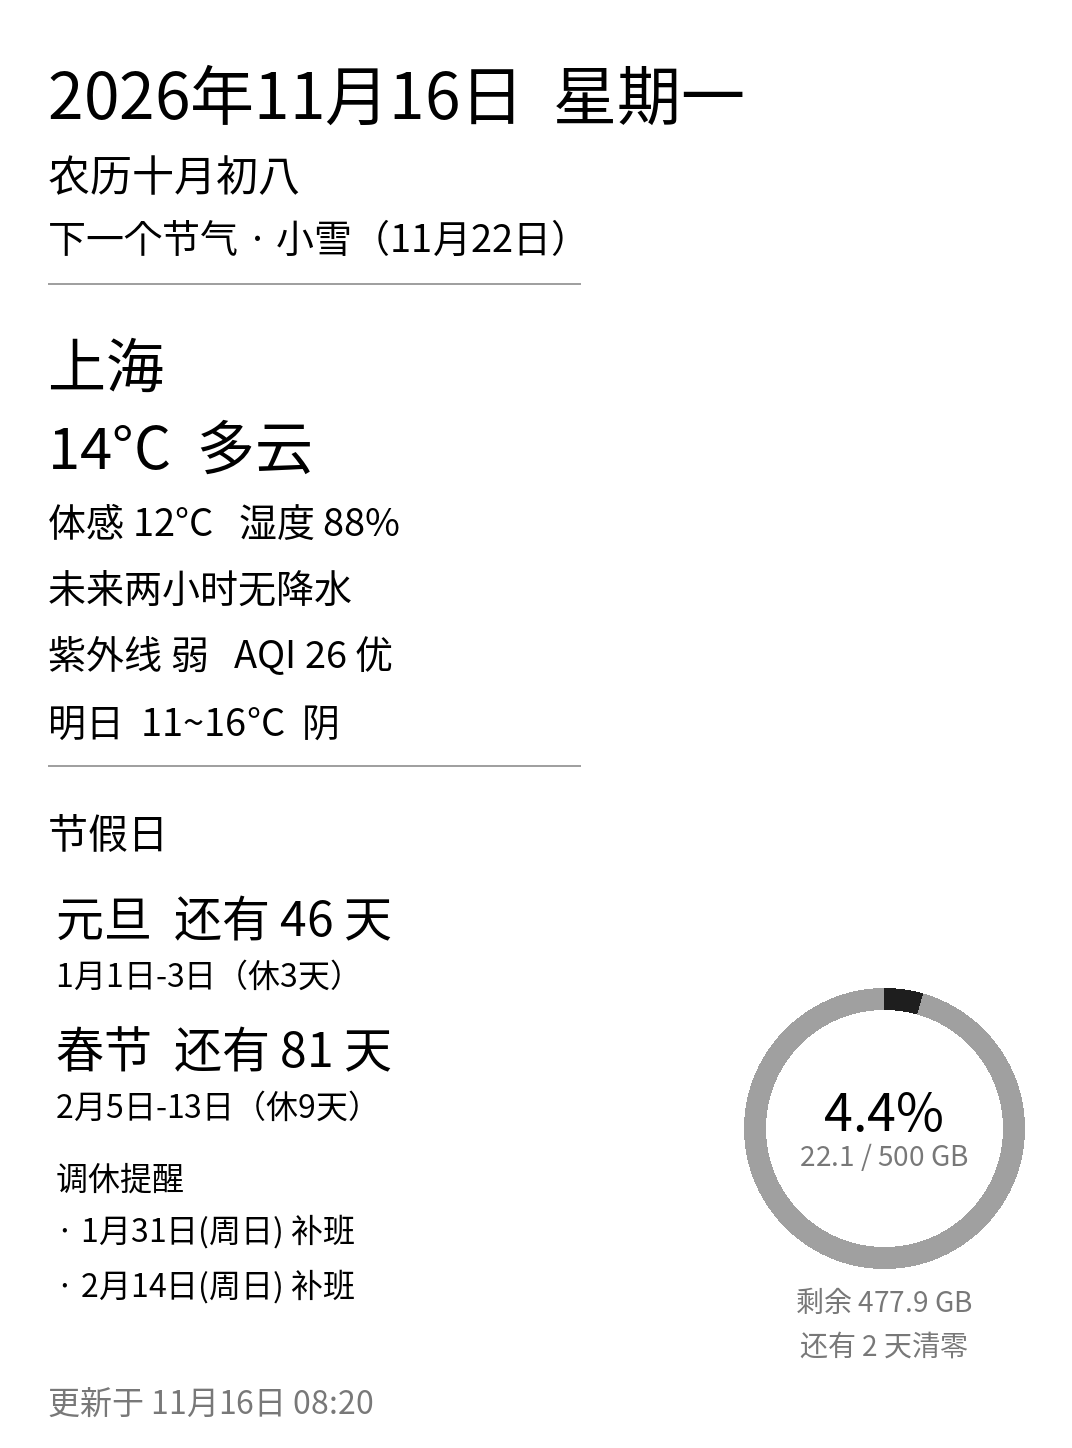 2026年11月16日 星期一
农历十月初八
下一个节气 · 小雪（11月22日）
上海
14°C 多云
体感 12°C 湿度 88%
未来两小时无降水
紫外线 弱 AQI 26 优
明日 11~16°C 阴
节假日
元旦 还有 46 天
1月1日-3日（休3天）
春节 还有 81 天
2月5日-13日（休9天）
调休提醒
· 1月31日(周日) 补班
· 2月14日(周日) 补班
4.4%
22.1 / 500 GB
剩余 477.9 GB
还有 2 天清零
更新于 11月16日 08:20